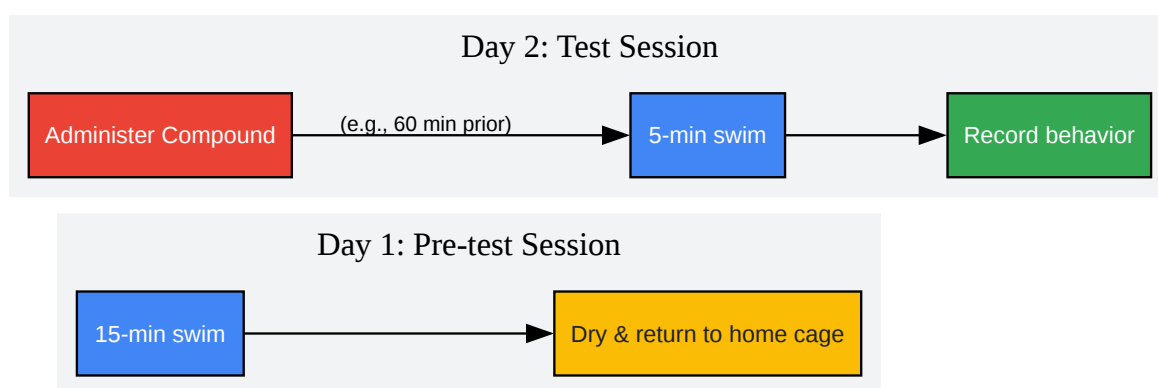 Day 2: Test Session
Administer Compound
(e.g., 60 min prior)
5-min swim
Record behavior
Day 1: Pre-test Session
15-min swim
Dry & return to home cage